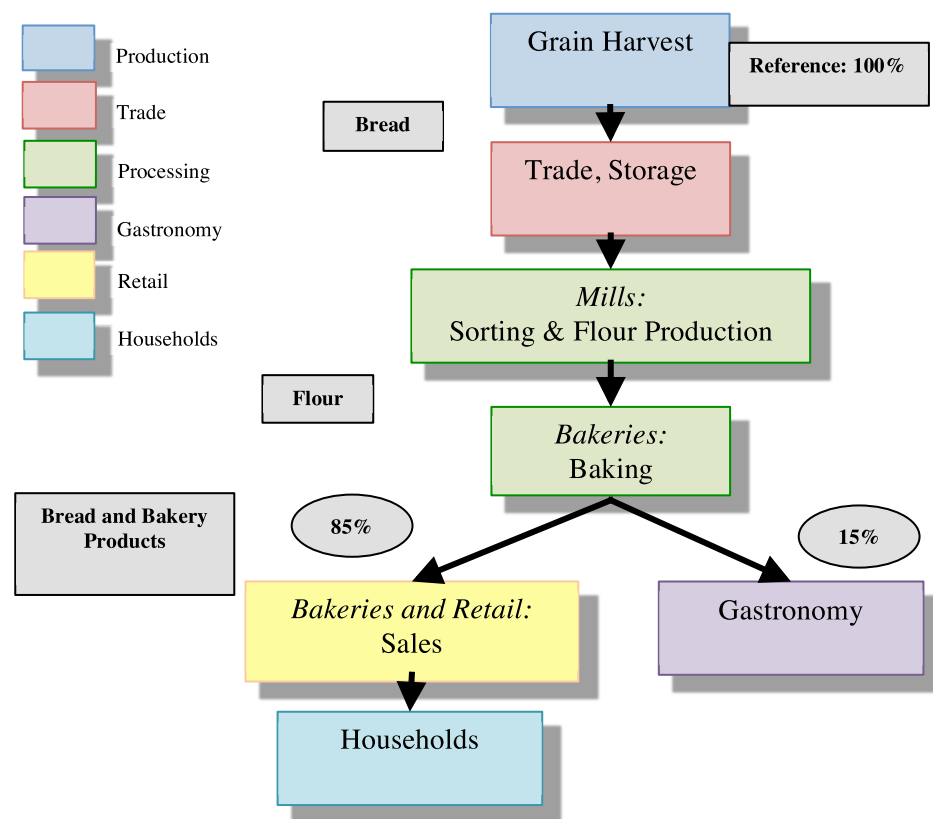 Production
Trade
Processing
Gastronomy
Retail
Households
Grain Harvest
Reference: 100%
Bread
Trade, Storage
Mills:
Sorting & Flour Production
Flour
Bakeries:
Baking
Bread and Bakery
Products
85%
15%
Bakeries and Retail:
Sales
Gastronomy
Households